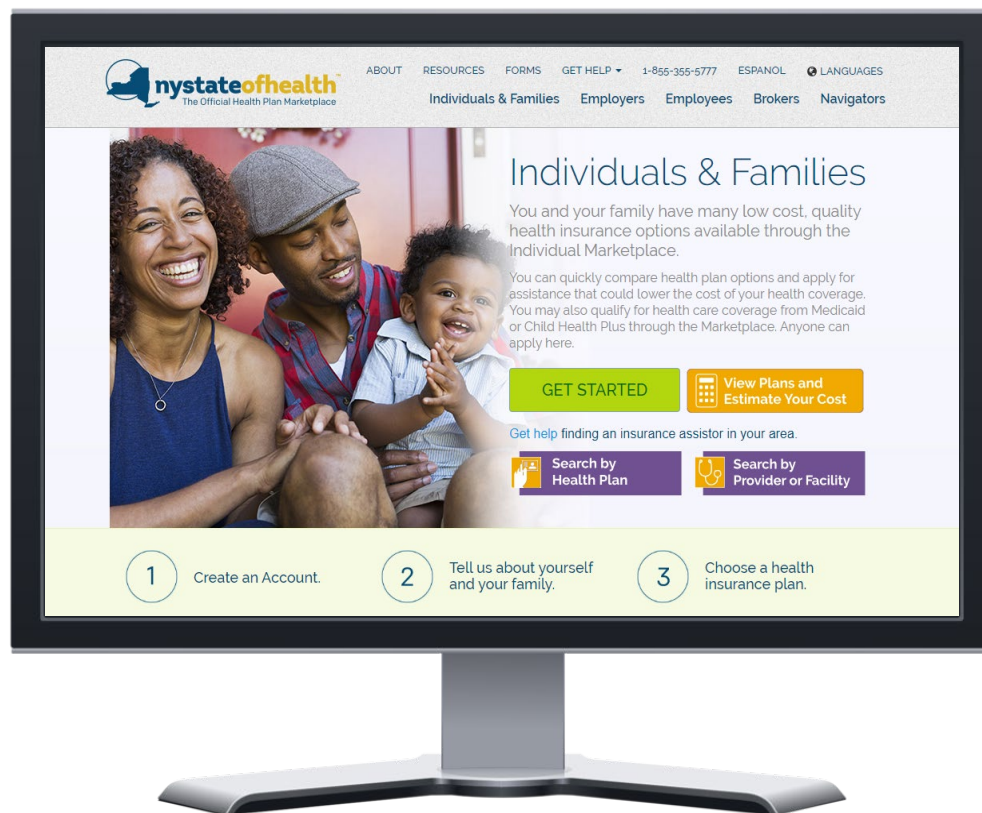 nystateofhealth™
The Official Health Plan Marketplace
ABOUT RESOURCES FORMS GET HELP 1-855-355-5777 ESPANOL LANGUAGES
Individuals & Families Employers Employees Brokers Navigators
Individuals & Families
You and your family have many low cost, quality
health insurance options available through the
Individual Marketplace.
You can quickly compare health plan options and apply for
assistance that could lower the cost of your health coverage.
You may also qualify for health care coverage from Medicaid
or Child Health Plus through the Marketplace. Anyone can
apply here.
GET STARTED
View Plans and
Estimate Your Cost
Get help finding an insurance assistor in your area.
Search by
Health Plan
Search by
Provider or Facility
1
Create an Account.
2
Tell us about yourself
and your family.
3
Choose a health
insurance plan.